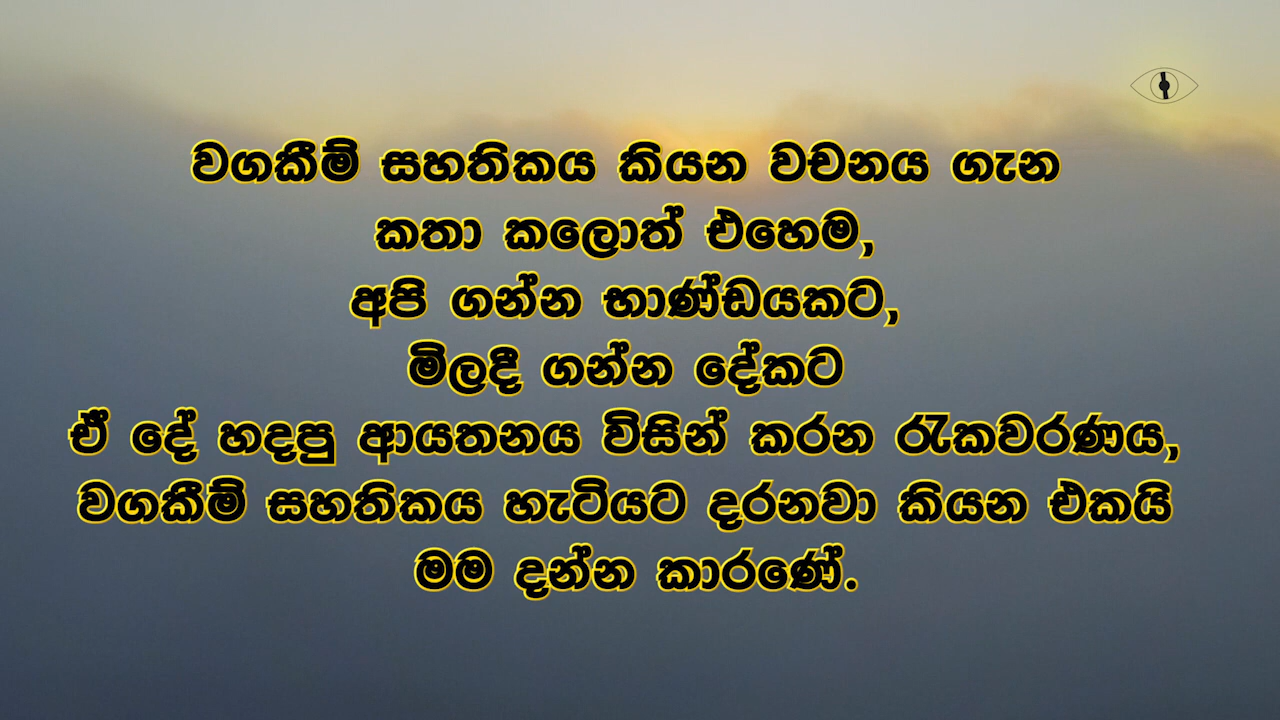 වගකීම් සහතිකය කියන වචනය ගැන
කතා කලොත් එහෙම,
අපි ගන්න භාණ්ඩයකට,
මිලදී ගන්න දේකට
ඒ දේ හදපු ආයතනය විසින් කරන රැකවරණය,
වගකීම් සහතිකය හැටියට දරනවා කියන එකයි
මම දන්න කාරණේ.